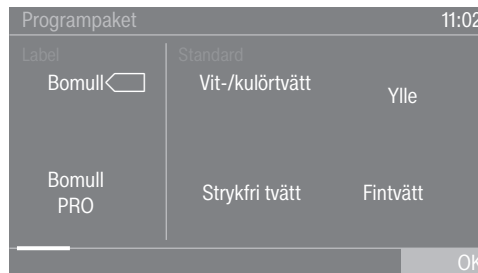 Programpaket 11:02
Label
Standard
Bomull
Vit-/kulörtvätt
Ylle
Bomull
PRO
Strykfri tvätt
Fintvätt
OK